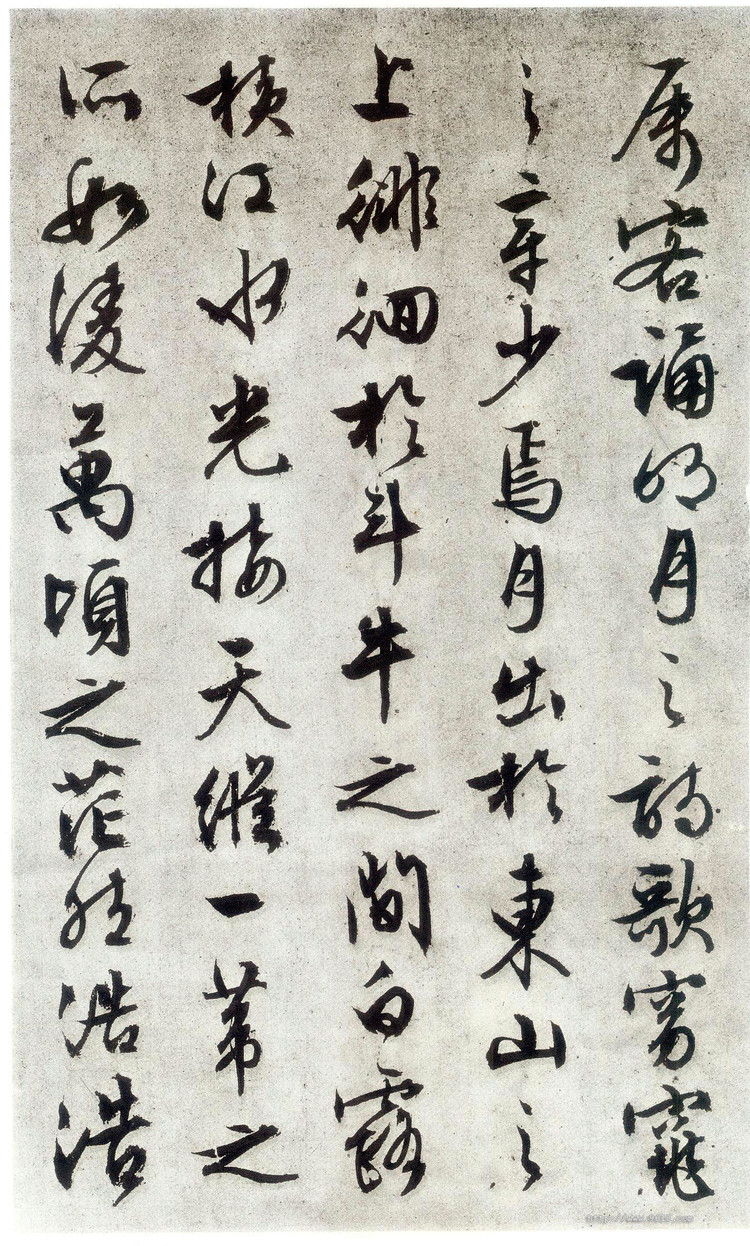 属客誦明月之詩歌窈窕
之章少焉月出於東山之
上徘徊於斗牛之間白露
横江水光接天縱一葦之
所如淩萬頃之茫然浩浩